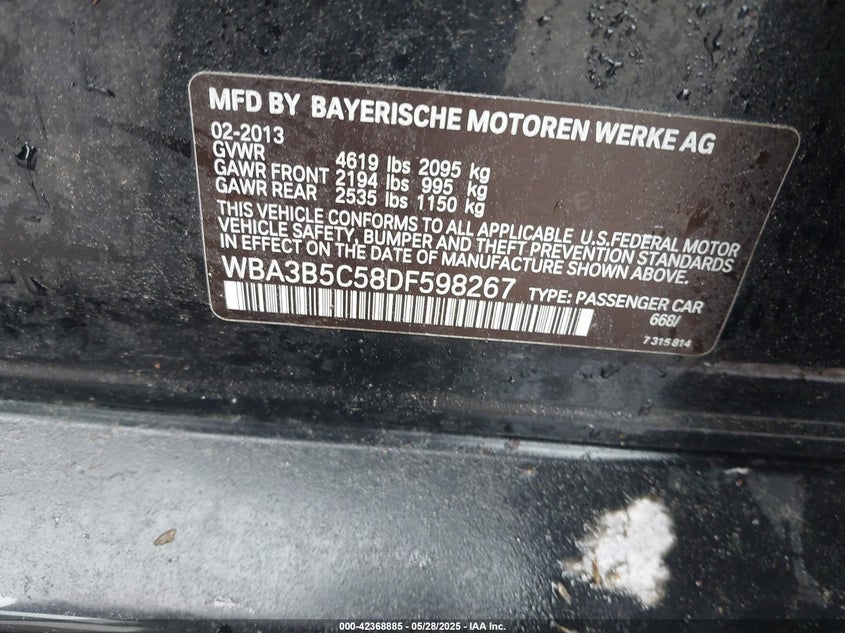 MFD BY BAYERISCHE MOTOREN WERKE AG
02-2013
GVWR 4619 lbs 2095 kg
GAWR FRONT 2194 lbs 995 kg
GAWR REAR 2535 lbs 1150 kg
THIS VEHICLE CONFORMS TO ALL APPLICABLE U.S.FEDERAL MOTOR
VEHICLE SAFETY, BUMPER AND THEFT PREVENTION STANDARDS
IN EFFECT ON THE DATE OF MANUFACTURE SHOWN ABOVE.
WBA3B5C58DF598267 TYPE: PASSENGER CAR
668/
7315814
000-42368885 | 05/28/2025 - IAA Inc.